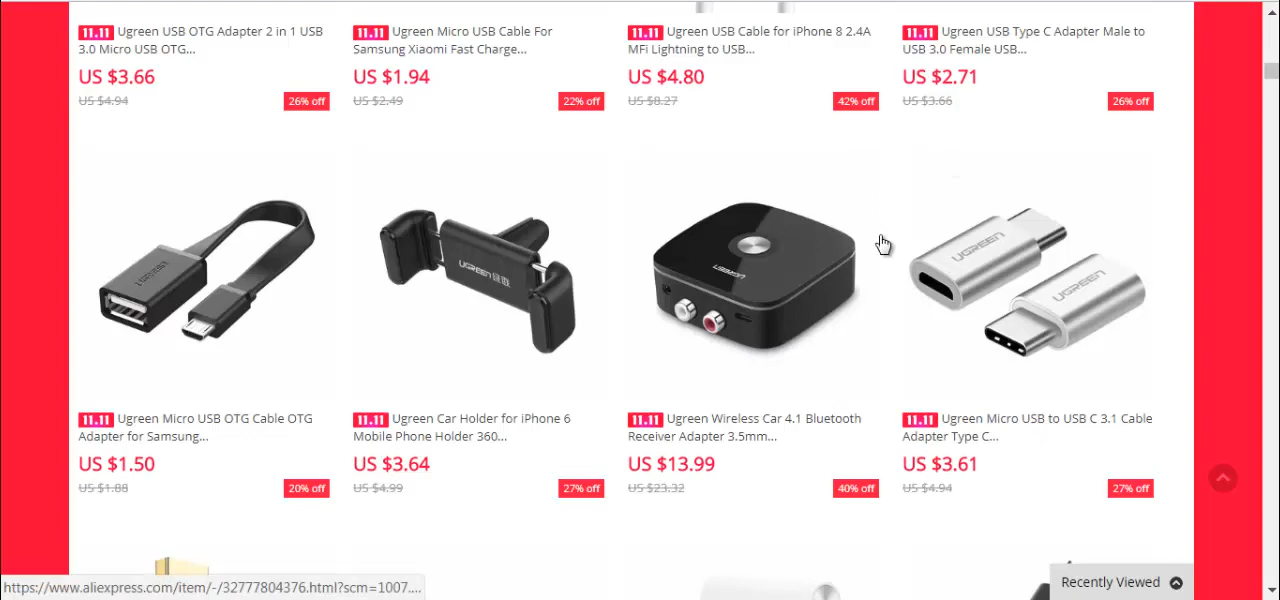 11.11 Ugreen USB OTG Adapter 2 in 1 USB
3.0 Micro USB OTG...
US $3.66
US $4.94
26% off
11.11 Ugreen Micro USB Cable For
Samsung Xiaomi Fast Charge...
US $1.94
US $2.49
22% off
11.11 Ugreen USB Cable for iPhone 8 2.4A
MFi Lightning to USB...
US $4.80
US $8.27
42% off
11.11 Ugreen USB Type C Adapter Male to
USB 3.0 Female USB...
US $2.71
US $3.66
26% off
UGREEN
UGREEN 绿联
UGREEN
UGREEN
UGREEN
11.11 Ugreen Micro USB OTG Cable OTG
Adapter for Samsung...
US $1.50
US $1.88
20% off
11.11 Ugreen Car Holder for iPhone 6
Mobile Phone Holder 360...
US $3.64
US $4.99
27% off
11.11 Ugreen Wireless Car 4.1 Bluetooth
Receiver Adapter 3.5mm...
US $13.99
US $23.32
40% off
11.11 Ugreen Micro USB to USB C 3.1 Cable
Adapter Type C...
US $3.61
US $4.94
27% off
https://www.aliexpress.com/item/-/32777804376.html?scm=1007....
Recently Viewed